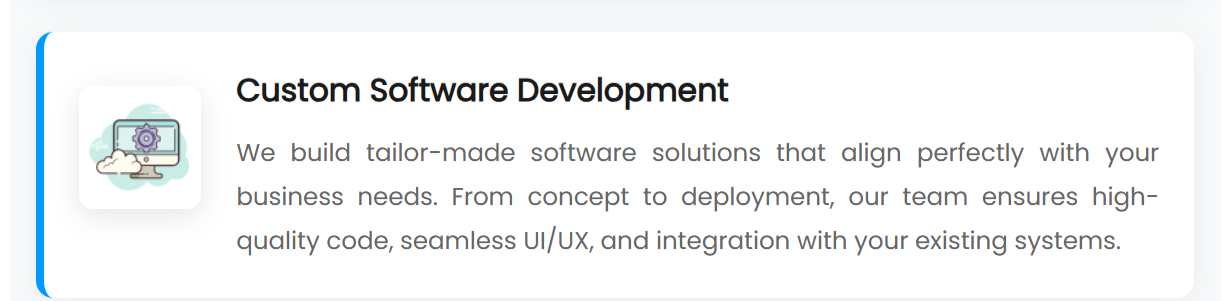 Custom Software Development
We build tailor-made software solutions that align perfectly with your
business needs. From concept to deployment, our team ensures high-
quality code, seamless UI/UX, and integration with your existing systems.